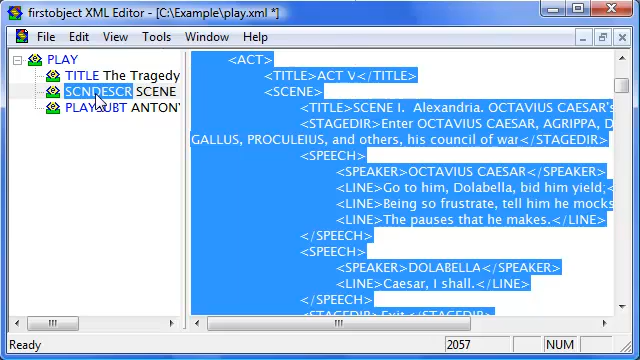 firstobject XML Editor - [C:\Example\play.xml *]
File Edit View Tools Window Help
PLAY
TITLE The Tragedy
SCNDESCR SCENE
ANTON
<ACT>
<TITLE>ACT V</TITLE>
<SCENE>
<TITLE>SCENE I. Alexandria. OCTAVIUS CAESAR's
<STAGEDIR>Enter OCTAVIUS CAESAR, AGRIPPA, D
GALLUS, PROCULEIUS, and others, his council of war</STAGEDIR>
<SPEECH>
<SPEAKER>OCTAVIUS CAESAR</SPEAKER>
<LINE>Go to him, Dolabella, bid him yield;<
<LINE>Being so frustrate, tell him he mocks
<LINE>The pauses that he makes.</LINE>
</SPEECH>
<SPEECH>
<SPEAKER>DOLABELLA</SPEAKER>
<LINE>Caesar, I shall.</LINE>
</SPEECH>
<STAGEDIR>Exit</STAGEDIR>
Ready 2057 NUM